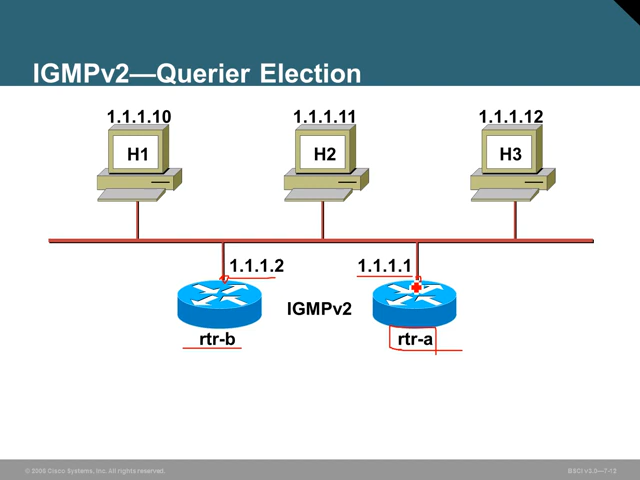 IGMPv2—Querier Election
1.1.1.10 1.1.1.11 1.1.1.12
H1 H2 H3
1.1.1.2 1.1.1.1
IGMPv2
rtr-b rtr-a
© 2006 Cisco Systems, Inc. All rights reserved. BSCI v3.0—7-12